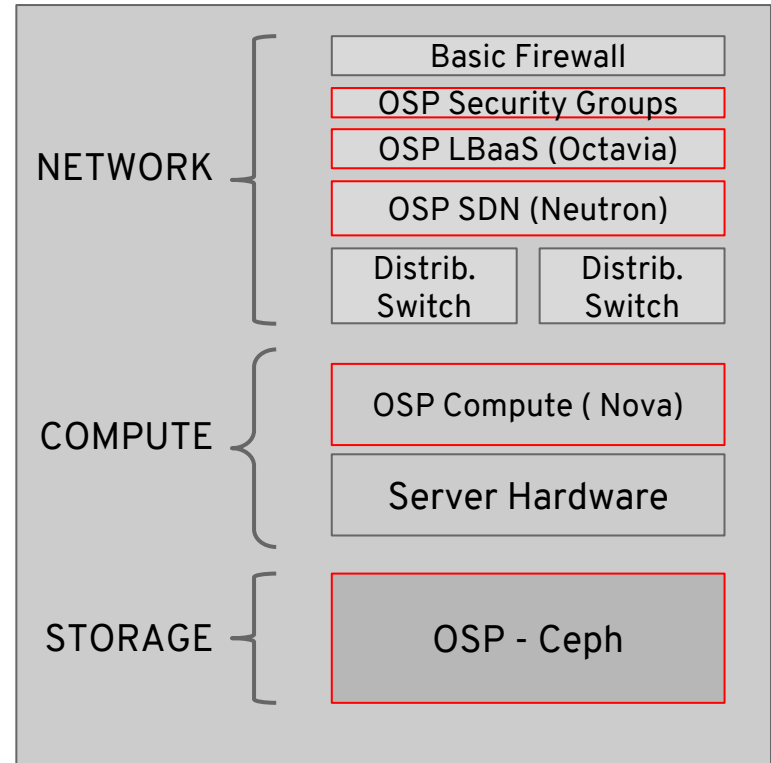 NETWORK
Basic Firewall
OSP Security Groups
OSP LBaaS (Octavia)
OSP SDN (Neutron)
Distrib.
Switch
Distrib.
Switch
COMPUTE
OSP Compute ( Nova)
Server Hardware
STORAGE
OSP - Ceph